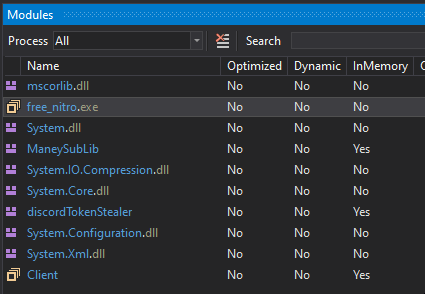 Modules
Process All Search
Name Optimized Dynamic InMemory
mscorlib.dll No No No
free_nitro.exe No No No
System.dll No No No
ManeySubLib No No Yes
System.IO.Compression.dll No No No
System.Core.dll No No No
discordTokenStealer No No Yes
System.Configuration.dll No No No
System.Xml.dll No No No
Client No No Yes